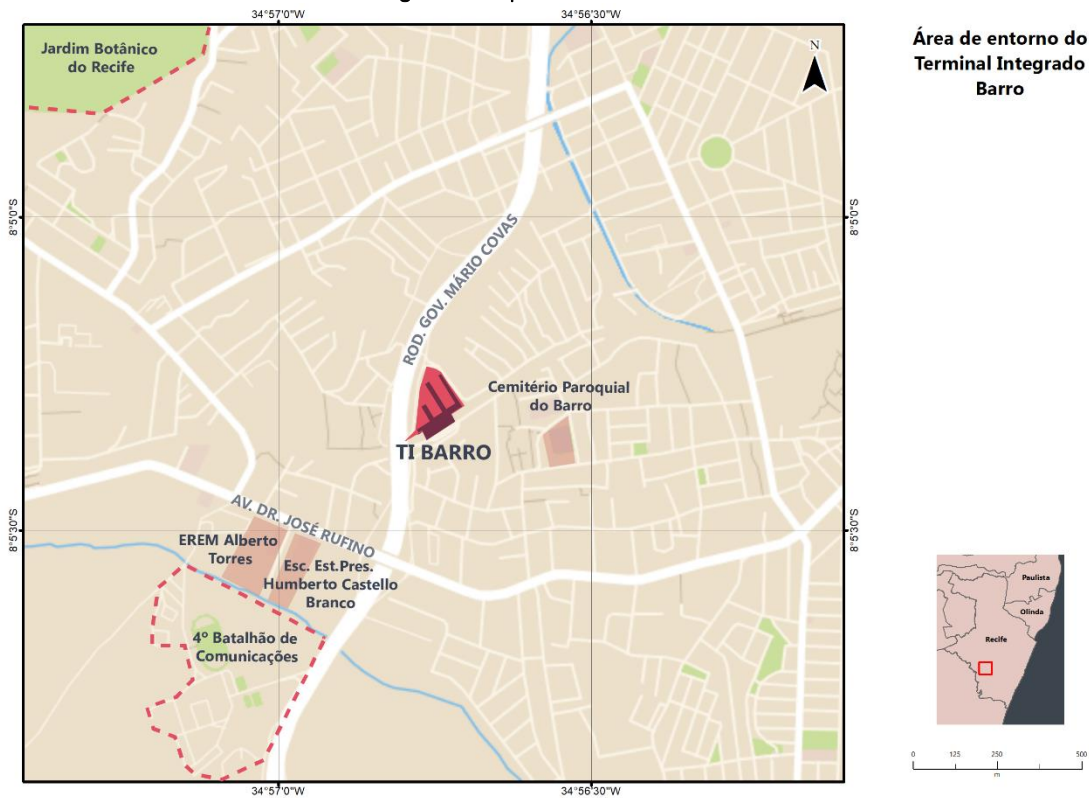 34°57'0"W
34°56'30"W
Jardim Botânico
do Recife
N
Área de entorno do
Terminal Integrado
Barro
8°5'0"S
8°5'0"S
ROD. GOV. MÁRIO COVAS
Cemitério Paroquial
do Barro
TI BARRO
AV. DR. JOSÉ RUFINO
8°5'30"S
8°5'30"S
EREM Alberto
Torres
Esc. Est.Pres.
Humberto Castello
Branco
4º Batalhão de
Comunicações
Paulista
Olinda
Recife
0 125 250 500
m
34°57'0"W
34°56'30"W